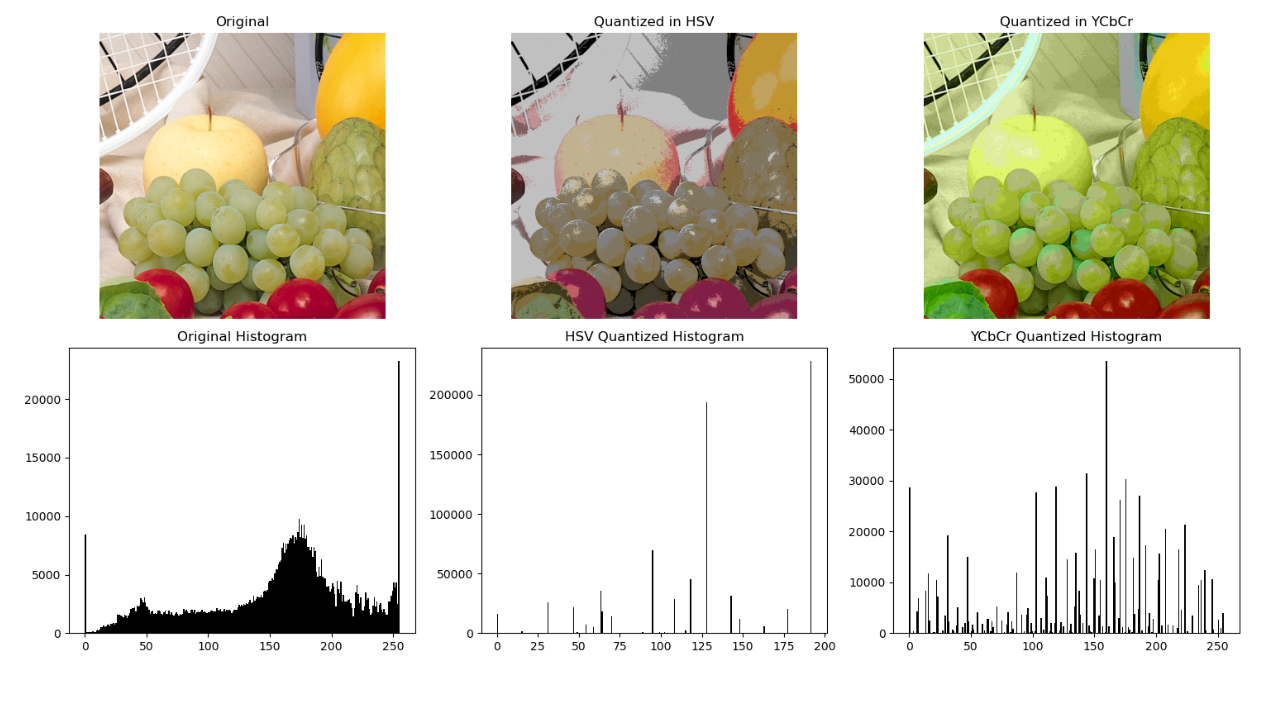 Original
Quantized in HSV
Quantized in YCbCr
Original Histogram
20000
15000
10000
5000
0
0 50 100 150 200 250
HSV Quantized Histogram
200000
150000
100000
50000
0
0 25 50 75 100 125 150 175 200
YCbCr Quantized Histogram
50000
40000
30000
20000
10000
0
0 50 100 150 200 250